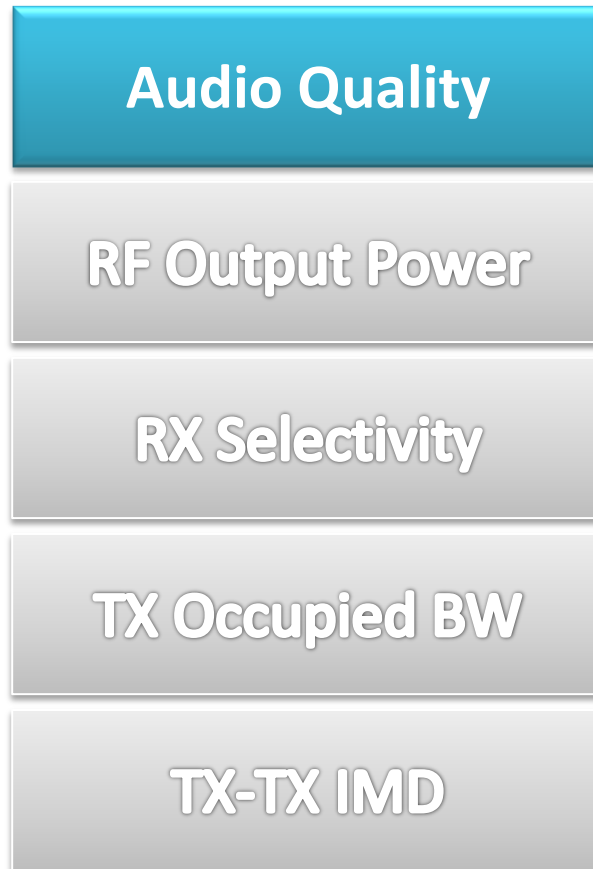 Audio Quality
RF Output Power
RX Selectivity
TX Occupied BW
TX-TX IMD